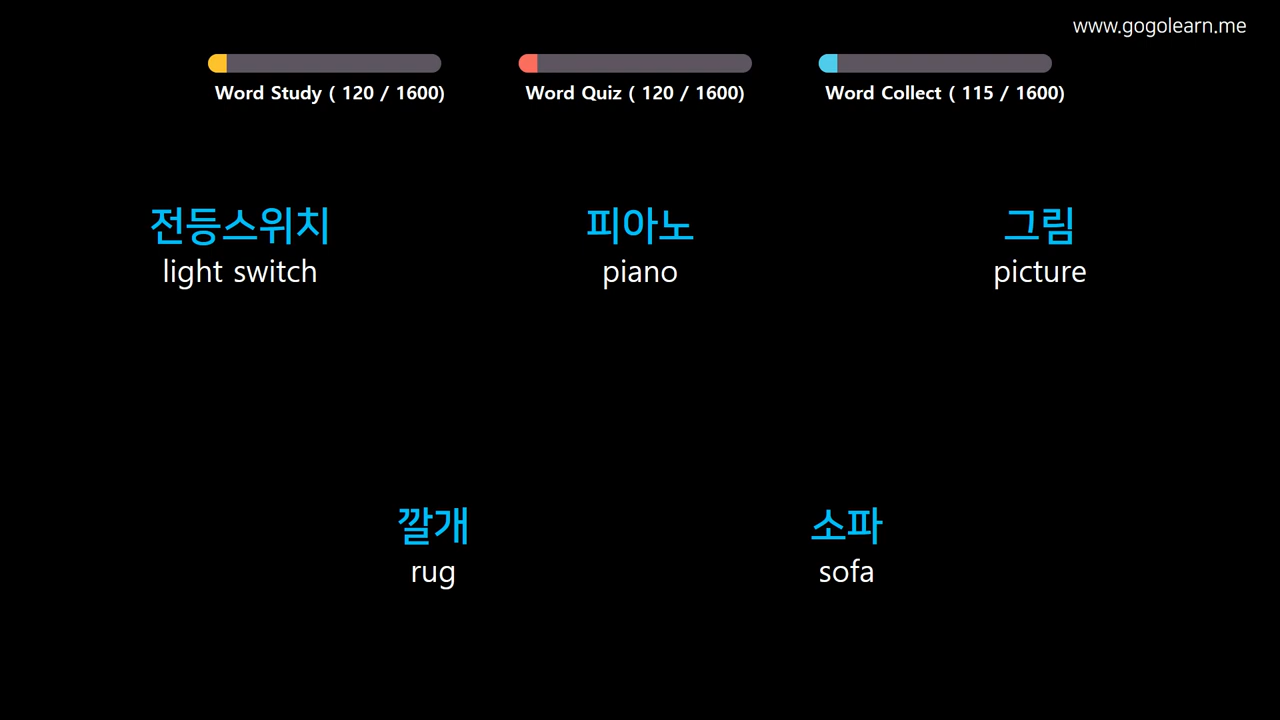 www.gogolearn.me
Word Study ( 120 / 1600)
Word Quiz ( 120 / 1600)
Word Collect ( 115 / 1600)
전등스위치
light switch
피아노
piano
그림
picture
깔개
rug
소파
sofa